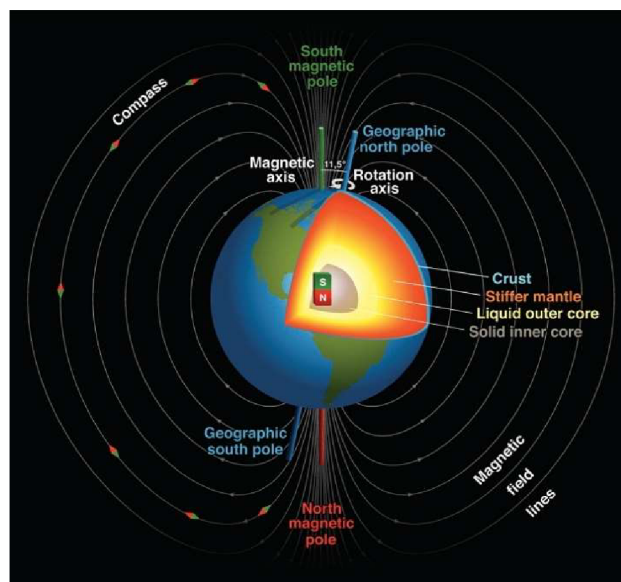 South
magnetic
pole
Compass
Geographic
north pole
Magnetic
axis
11,5°
Rotation
axis
S
N
Crust
Stiffer mantle
Liquid outer core
Solid inner core
Geographic
south pole
Magnetic
field
lines
North
magnetic
pole